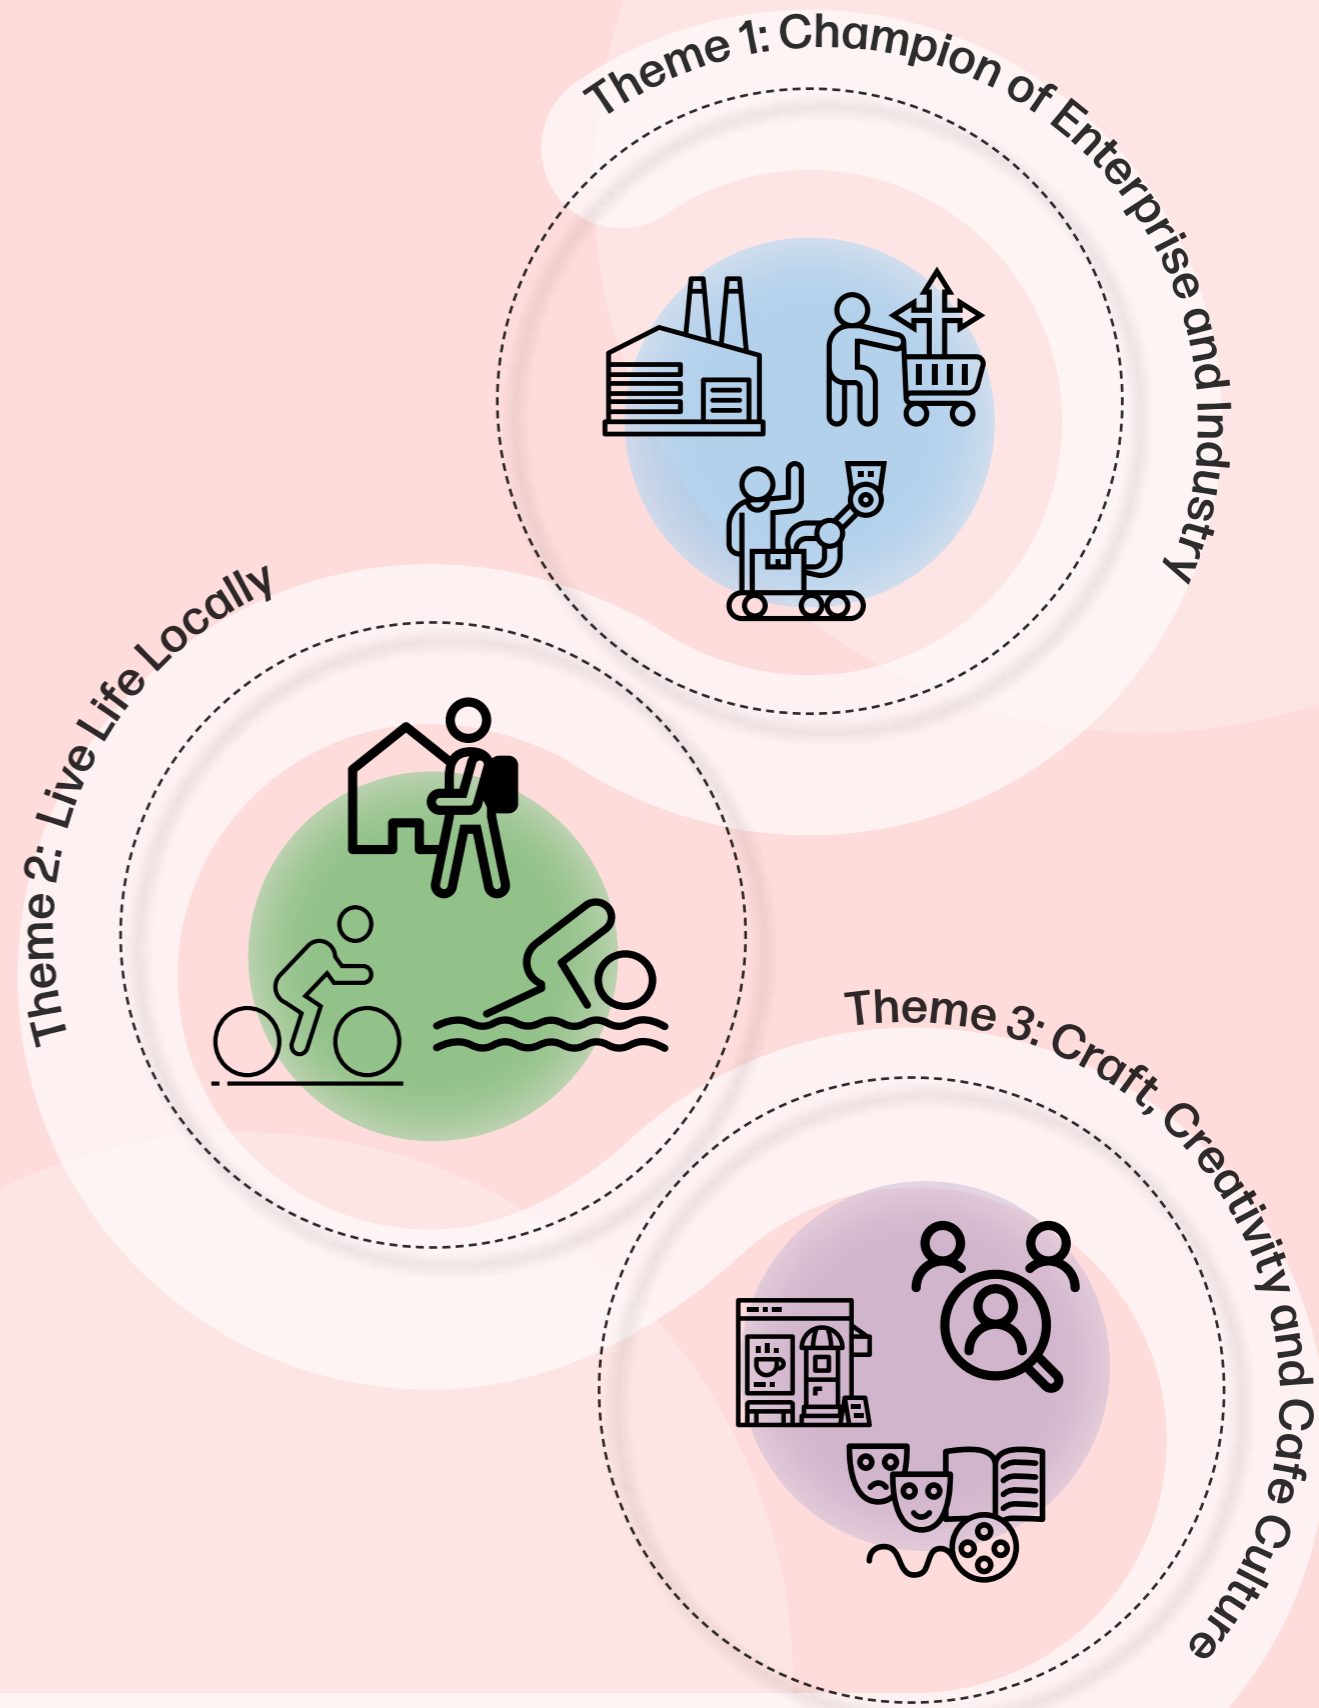 Theme 1: Champion of Enterprise and Industry
Theme 2: Live Life Locally
Theme 3: Craft, Creativity and Cafe Culture